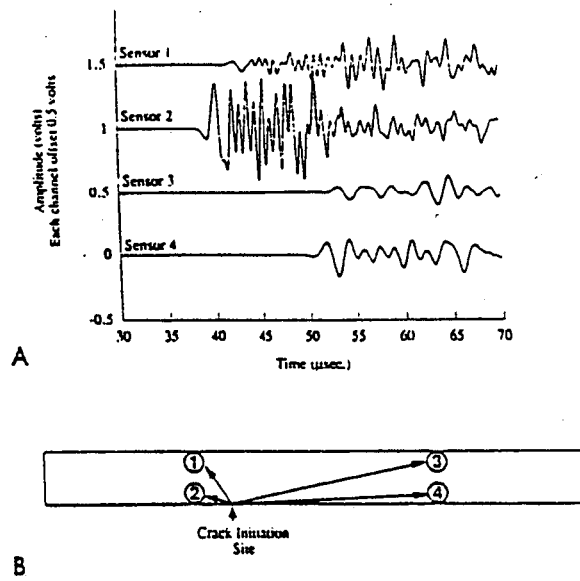 Amplitude (volts)
Each channel offset 0.5 volts
Sensor 1
1.5
Sensor 2
1
Sensor 3
0.5
Sensor 4
0
-0.5
30 35 40 45 50 55 60 65 70
Time (μsec.)
A
1 3
2 4
Crack Initiation
Site
B